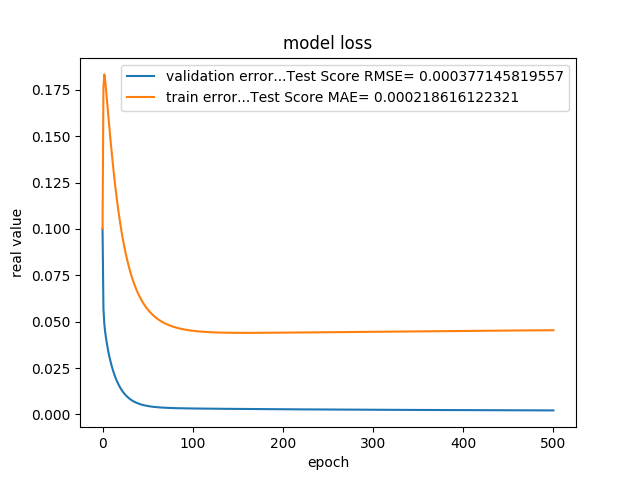 model loss
validation error...Test Score RMSE= 0.000377145819557
train error...Test Score MAE= 0.000218616122321
0.175
0.150
0.125
0.100
0.075
0.050
0.025
0.000
real value
0 100 200 300 400 500
epoch